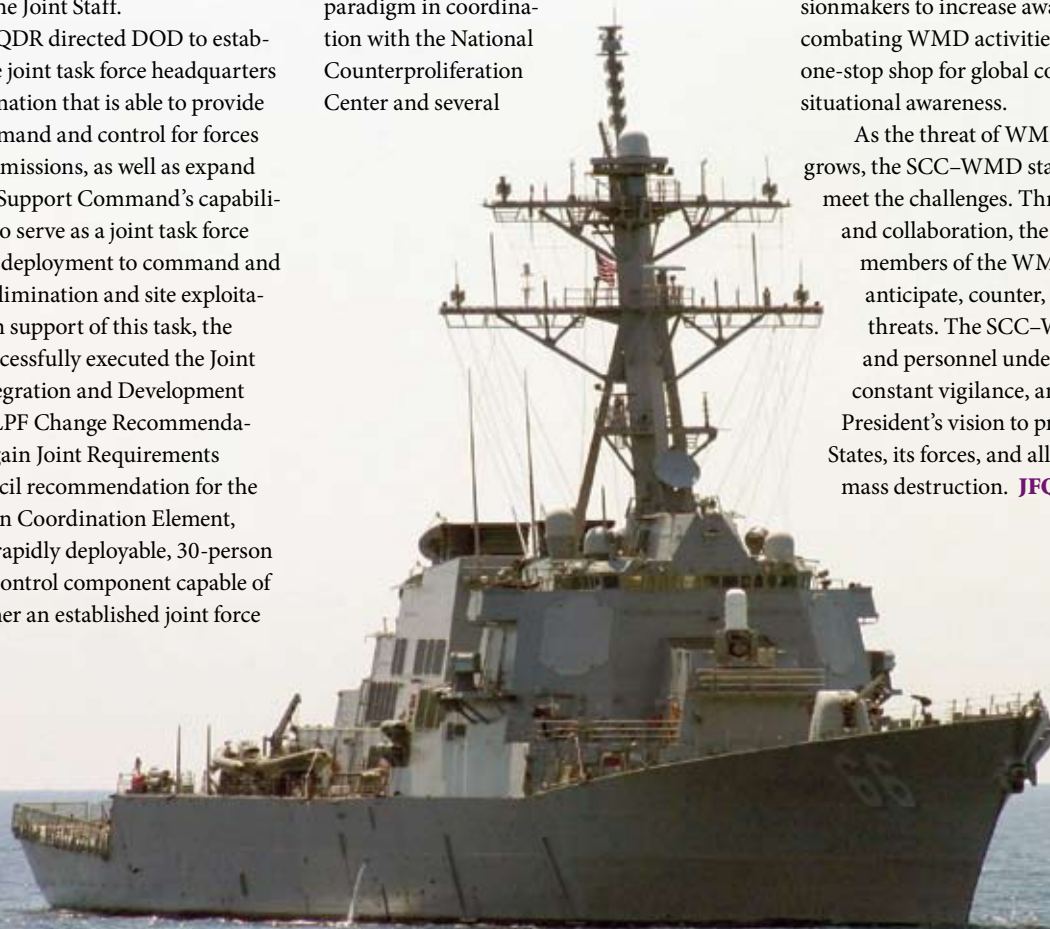 ne Joint Staff.
QDR directed DOD to estab-
e joint task force headquarters
nation that is able to provide
mand and control for forces
missions, as well as expand
Support Command's capabili-
o serve as a joint task force
deployment to command and
limination and site exploita-
n support of this task, the
ccessfully executed the Joint
egration and Development
LPF Change Recommenda-
gain Joint Requirements
cil recommendation for the
n Coordination Element,
rapidly deployable, 30-person
control component capable of
her an established joint force
paradigm in coordina-
tion with the National
Counterproliferation
Center and several
sionmakers to increase awa
combating WMD activitie
one-stop shop for global co
situational awareness.
As the threat of WM
grows, the SCC–WMD sta
meet the challenges. Thr
and collaboration, the
members of the WM
anticipate, counter,
threats. The SCC–W
and personnel unde
constant vigilance, an
President's vision to pr
States, its forces, and all
mass destruction. JFQ
66